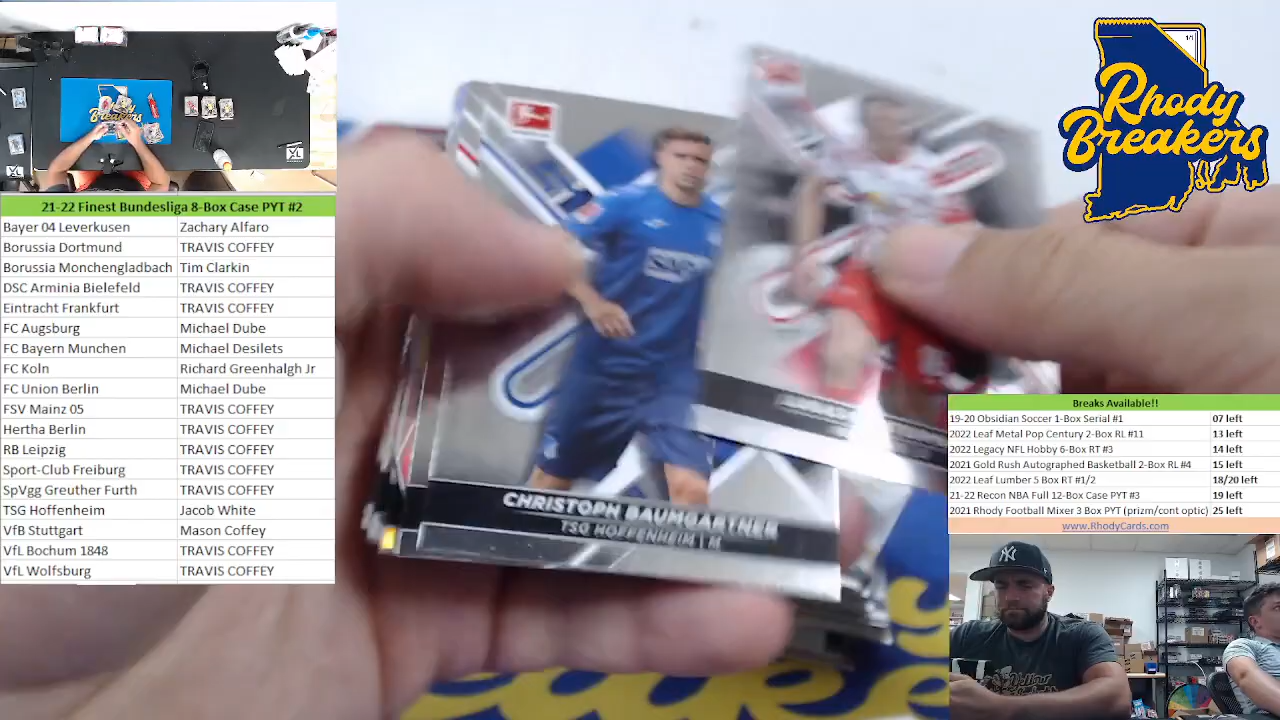 Rhody
Breakers
1/1
21-22 Finest Bundesliga 8-Box Case PYT #2
Bayer 04 Leverkusen Zachary Alfaro
Borussia Dortmund TRAVIS COFFEY
Borussia Monchengladbach Tim Clarkin
DSC Arminia Bielefeld TRAVIS COFFEY
Eintracht Frankfurt TRAVIS COFFEY
FC Augsburg Michael Dube
FC Bayern Munchen Michael Desilets
FC Koln Richard Greenhalgh Jr
FC Union Berlin Michael Dube
FSV Mainz 05 TRAVIS COFFEY
Hertha Berlin TRAVIS COFFEY
RB Leipzig TRAVIS COFFEY
Sport-Club Freiburg TRAVIS COFFEY
SpVgg Greuther Furth TRAVIS COFFEY
TSG Hoffenheim Jacob White
VfB Stuttgart Mason Coffey
VfL Bochum 1848 TRAVIS COFFEY
VfL Wolfsburg TRAVIS COFFEY
CHRISTOPH BAUMGARTNER
TSG HOFFENHEIM | M
Breaks Available!!
19-20 Obsidian Soccer 1-Box Serial #1 07 left
2022 Leaf Metal Pop Century 2-Box RL #11 13 left
2022 Legacy NFL Hobby 6-Box RT #3 14 left
2021 Gold Rush Autographed Basketball 2-Box RL #4 15 left
2022 Leaf Lumber 5 Box RT #1/2 18/20 left
21-22 Recon NBA Full 12-Box Case PYT #3 19 left
2021 Rhody Football Mixer 3 Box PYT (prizm/cont optic) 25 left
www.RhodyCards.com